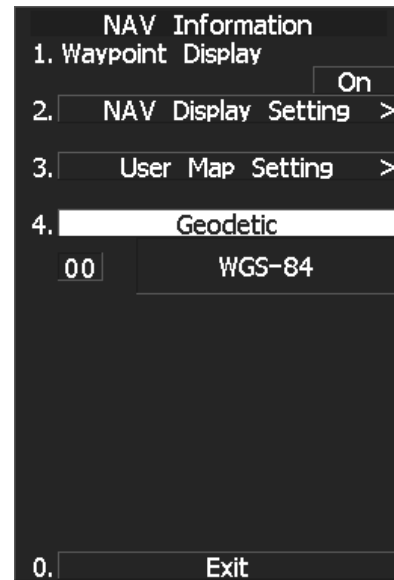 NAV Information
1. Waypoint Display
On
2. NAV Display Setting >
3. User Map Setting >
4. Geodetic
00 WGS-84
0. Exit